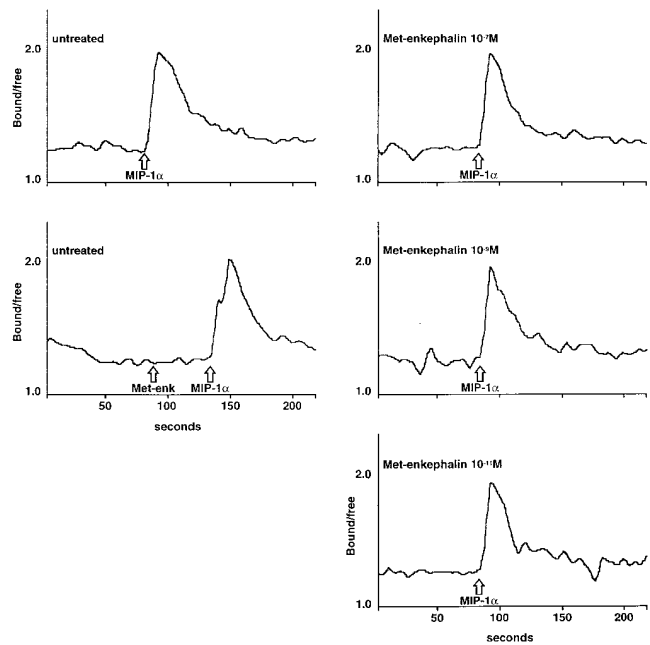 untreated
2.0
Bound/free
1.0
MIP-1α
Met-enkephalin 10⁻⁷M
2.0
1.0
MIP-1α
untreated
2.0
Bound/free
1.0
Met-enk MIP-1α
50 100 150 200
seconds
Met-enkephalin 10⁻⁹M
2.0
1.0
MIP-1α
Met-enkephalin 10⁻¹¹M
2.0
Bound/free
1.0
MIP-1α
50 100 150 200
seconds